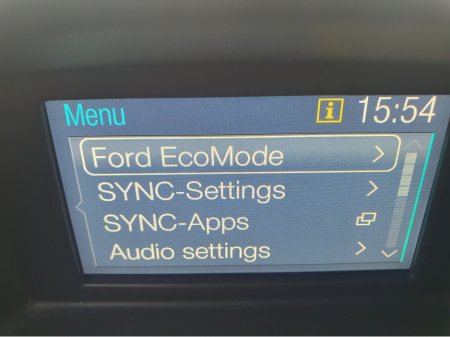 Menu i 15:54
Ford EcoMode
SYNC-Settings
SYNC-Apps
Audio settings